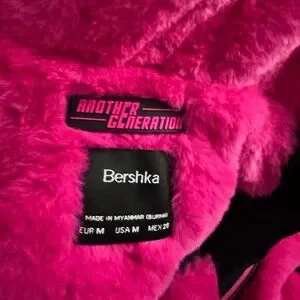 ANOTHER
GENERATION
Bershka
MADE IN MYANMAR (BURMA)
EUR M USA M MEX 28